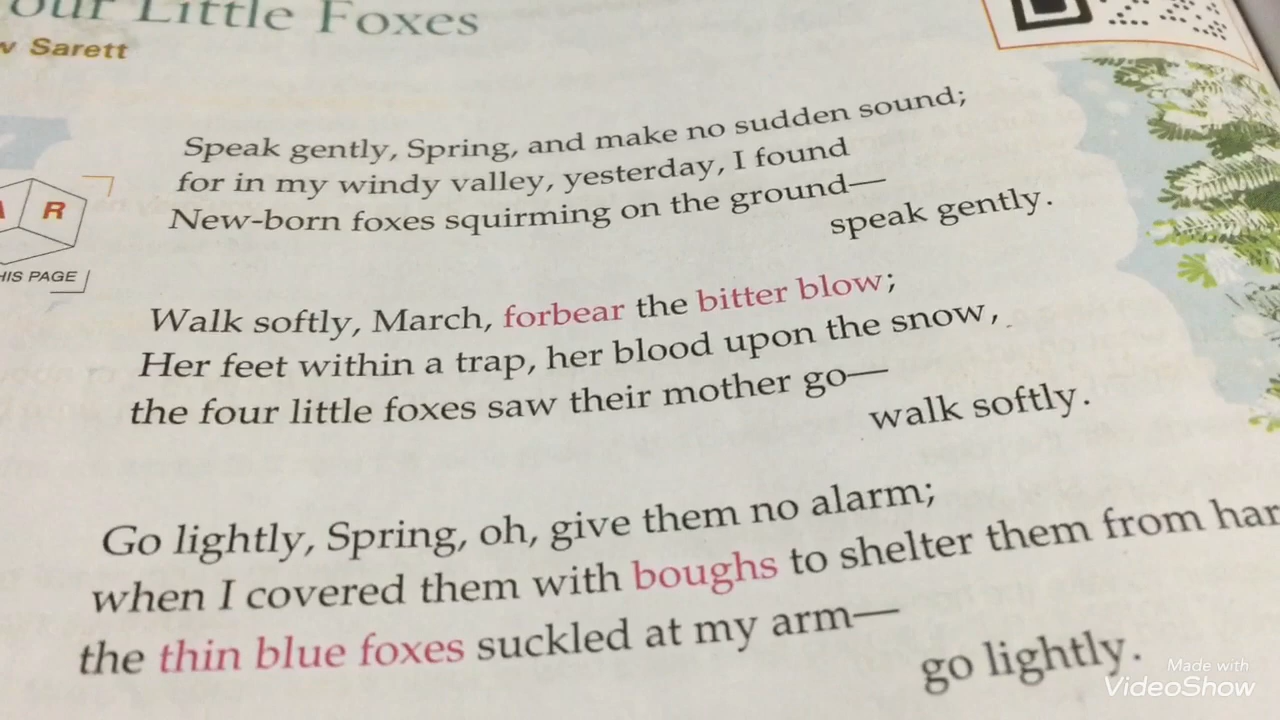 our Little Foxes
w Sarett
Speak gently, Spring, and make no sudden sound;
for in my windy valley, yesterday, I found
New-born foxes squirming on the ground—
speak gently.
R
HIS PAGE
Walk softly, March, forbear the bitter blow;
Her feet within a trap, her blood upon the snow,
the four little foxes saw their mother go—
walk softly.
Go lightly, Spring, oh, give them no alarm;
when I covered them with boughs to shelter them from har
the thin blue foxes suckled at my arm—
go lightly.
Made with
VideoShow